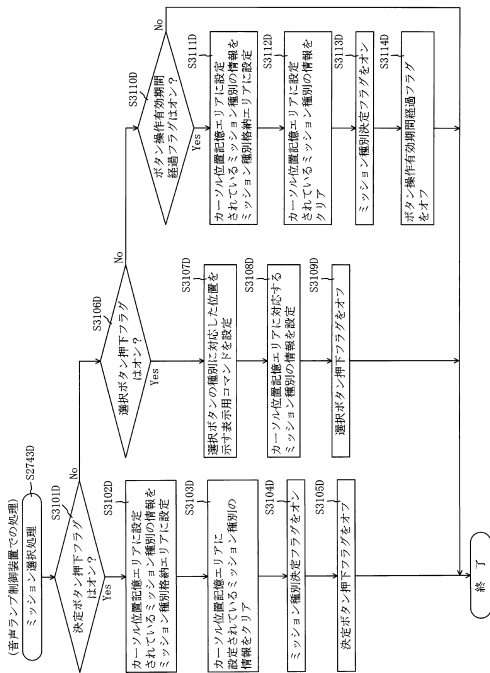 (音声ランプ制御装置での処理)
ミッション選択処理
S2743D
S3101D
決定ボタン押下フラグ
はオン?
No
Yes
S3102D
カーソル位置記憶エリアに設定
されているミッション種別の情報を
ミッション種別格納エリアに設定
S3103D
カーソル位置記憶エリアに
設定されているミッション種別の
情報をクリア
S3104D
ミッション種別決定フラグをオン
S3105D
決定ボタン押下フラグをオフ
S3106D
選択ボタン押下フラグ
はオン?
No
Yes
S3107D
選択ボタンの種別に対応した位置を
示す表示用コマンドを設定
S3108D
カーソル位置記憶エリアに対応する
ミッション種別の情報を設定
S3109D
選択ボタン押下フラグをオフ
S3110D
ボタン操作有効期間
経過フラグはオン?
No
Yes
S3111D
カーソル位置記憶エリアに設定
されているミッション種別の情報を
ミッション種別格納エリアに設定
S3112D
カーソル位置記憶エリアに設定
されているミッション種別の情報を
クリア
S3113D
ミッション種別決定フラグをオン
S3114D
ボタン操作有効期間経過フラグ
をオフ
終了